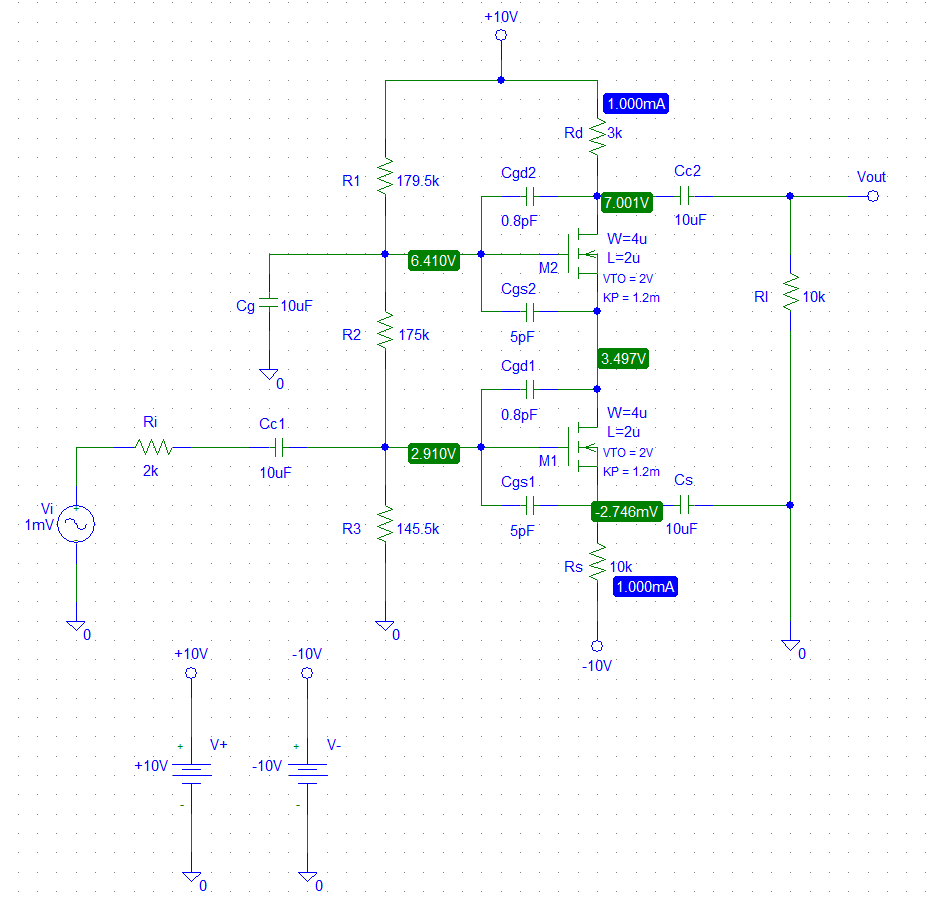 +10V
1.000mA
Rd 3k
Cgd2
Cc2
Vout
R1 179.5k
7.001V
0.8pF
10uF
W=4u
L=2u
6.410V
M2
VTO = 2V
KP = 1.2m
Cg 10uF
Cgs2
Rl 10k
R2 175k
5pF
3.497V
0
Cgd1
0.8pF
W=4u
L=2u
Ri
Cc1
2.910V
M1
VTO = 2V
KP = 1.2m
2k
10uF
Cgs1
Cs
Vi
1mV
+
-2.746mV
R3 145.5k
5pF
10uF
Rs 10k
1.000mA
0
0
0
-10V
+10V
-10V
+ V+
+ V-
+10V
-10V
-
-
0
0